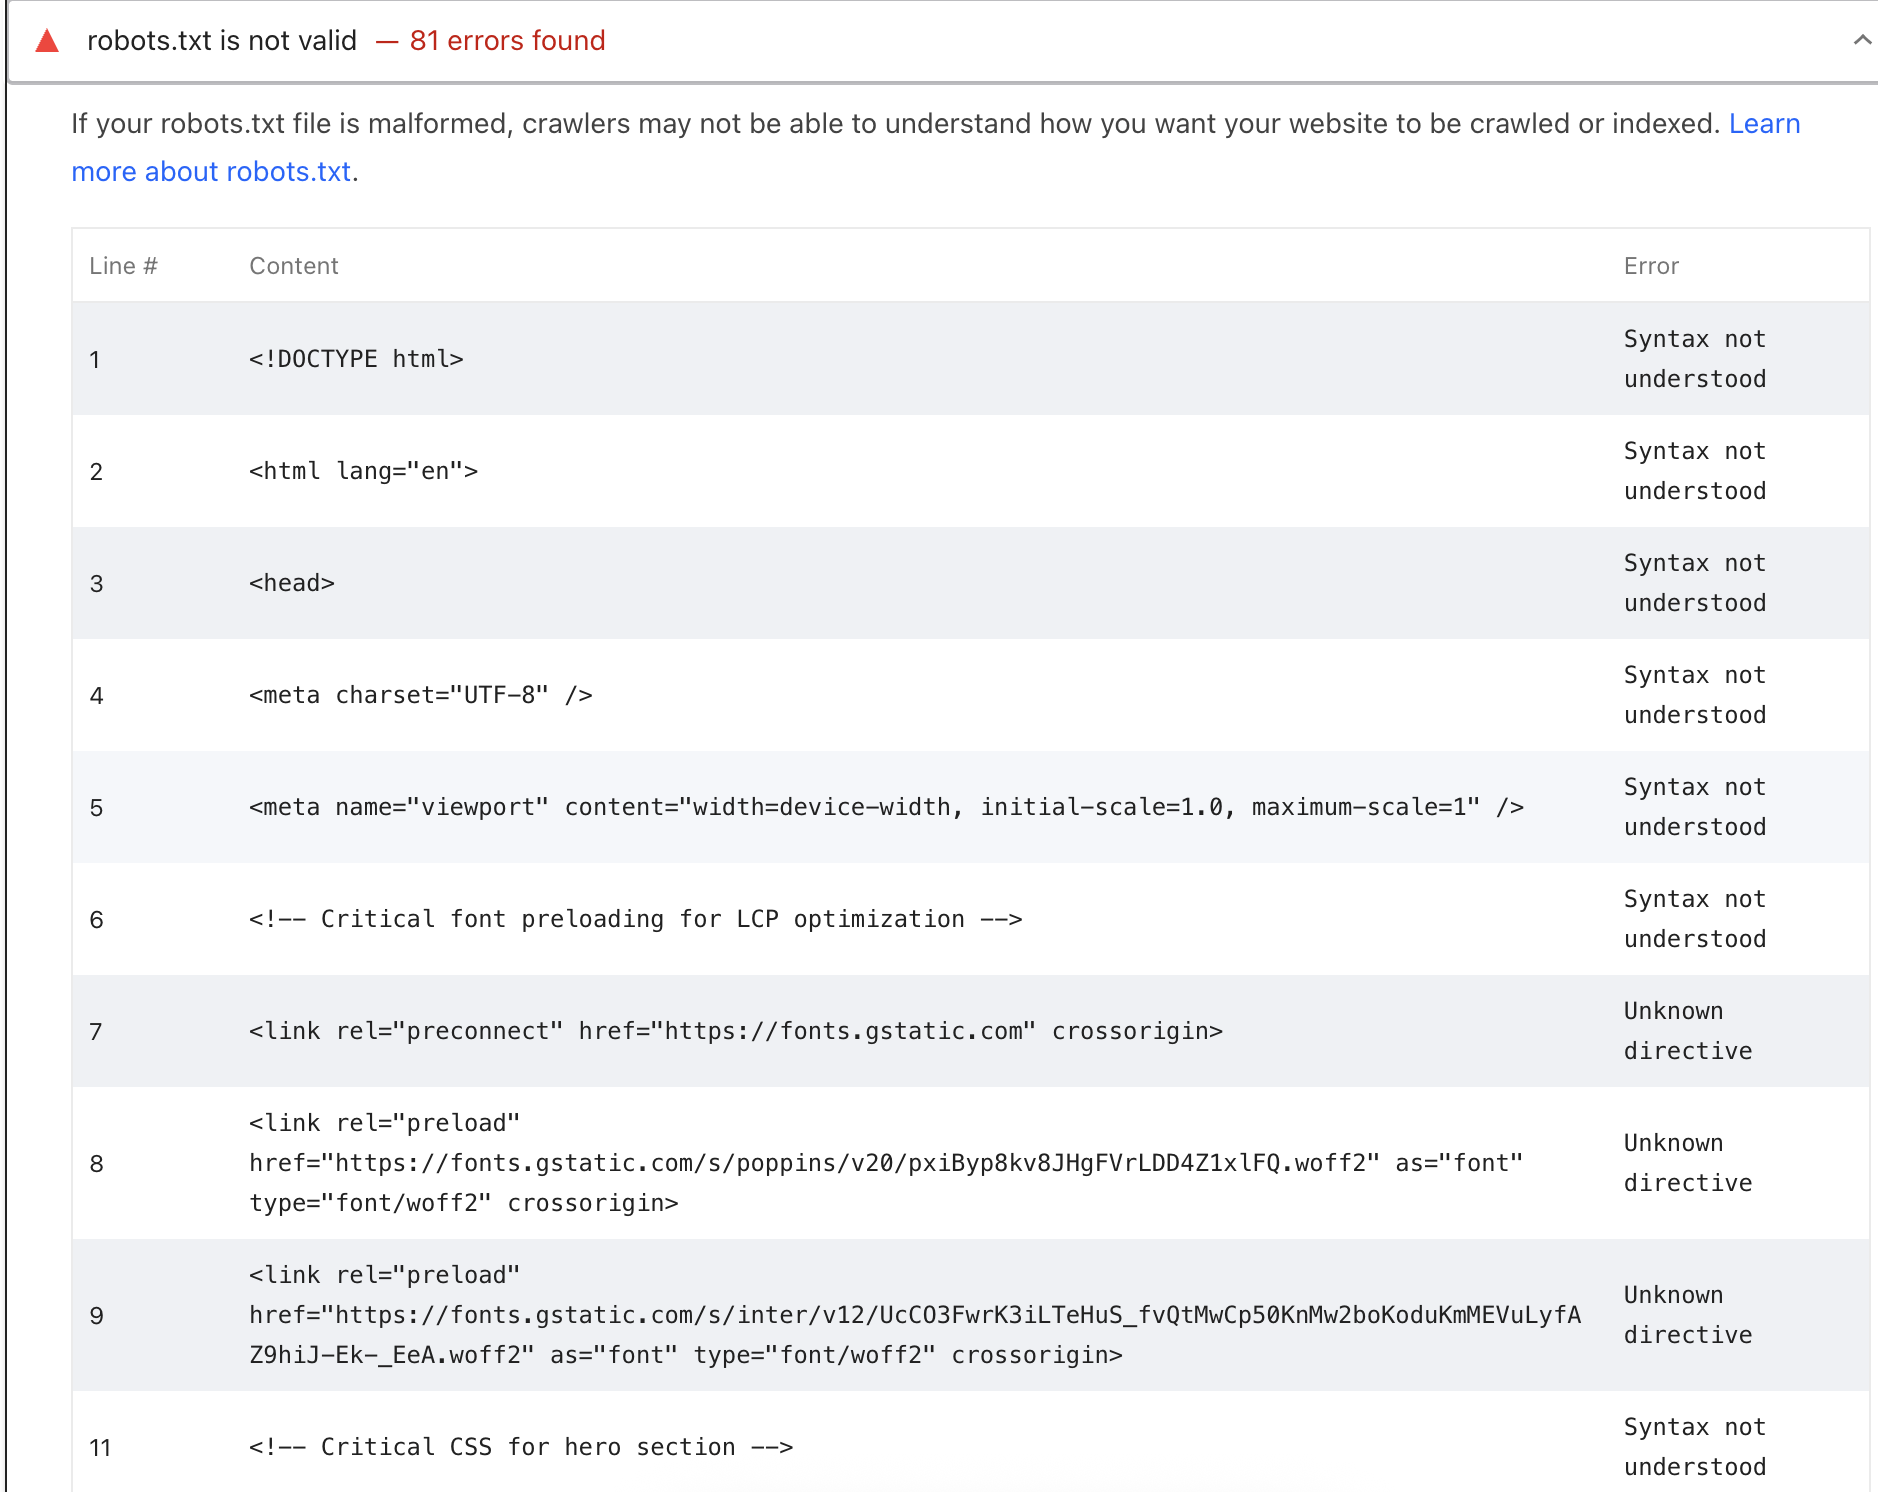 robots.txt is not valid — 81 errors found
If your robots.txt file is malformed, crawlers may not be able to understand how you want your website to be crawled or indexed. Learn
more about robots.txt.
Line # Content Error
1 <!DOCTYPE html> Syntax not
understood
2 <html lang="en"> Syntax not
understood
3 <head> Syntax not
understood
4 <meta charset="UTF-8" /> Syntax not
understood
5 <meta name="viewport" content="width=device-width, initial-scale=1.0, maximum-scale=1" /> Syntax not
understood
6 <!-- Critical font preloading for LCP optimization --> Syntax not
understood
7 <link rel="preconnect" href="https://fonts.gstatic.com" crossorigin> Unknown
directive
8 <link rel="preload"
href="https://fonts.gstatic.com/s/poppins/v20/pxiByp8kv8JHgFVrLDD4Z1xlFQ.woff2" as="font"
type="font/woff2" crossorigin> Unknown
directive
9 <link rel="preload"
href="https://fonts.gstatic.com/s/inter/v12/UcCO3FwrK3iLTeHuS_fvQtMwCp50KnMw2boKoduKmMEVuLyfA
Z9hiJ-Ek-_EeA.woff2" as="font" type="font/woff2" crossorigin> Unknown
directive
11 <!-- Critical CSS for hero section --> Syntax not
understood